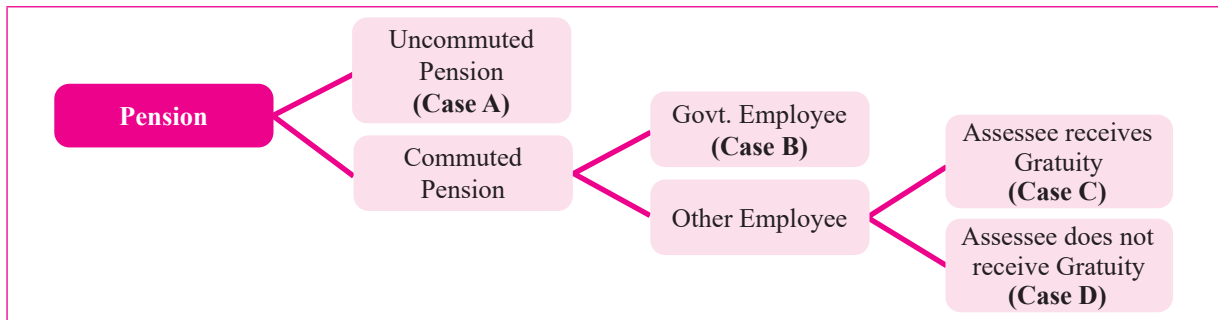 Pension
Uncommuted
Pension
(Case A)
Commuted
Pension
Govt. Employee
(Case B)
Other Employee
Assessee receives
Gratuity
(Case C)
Assessee does not
receive Gratuity
(Case D)